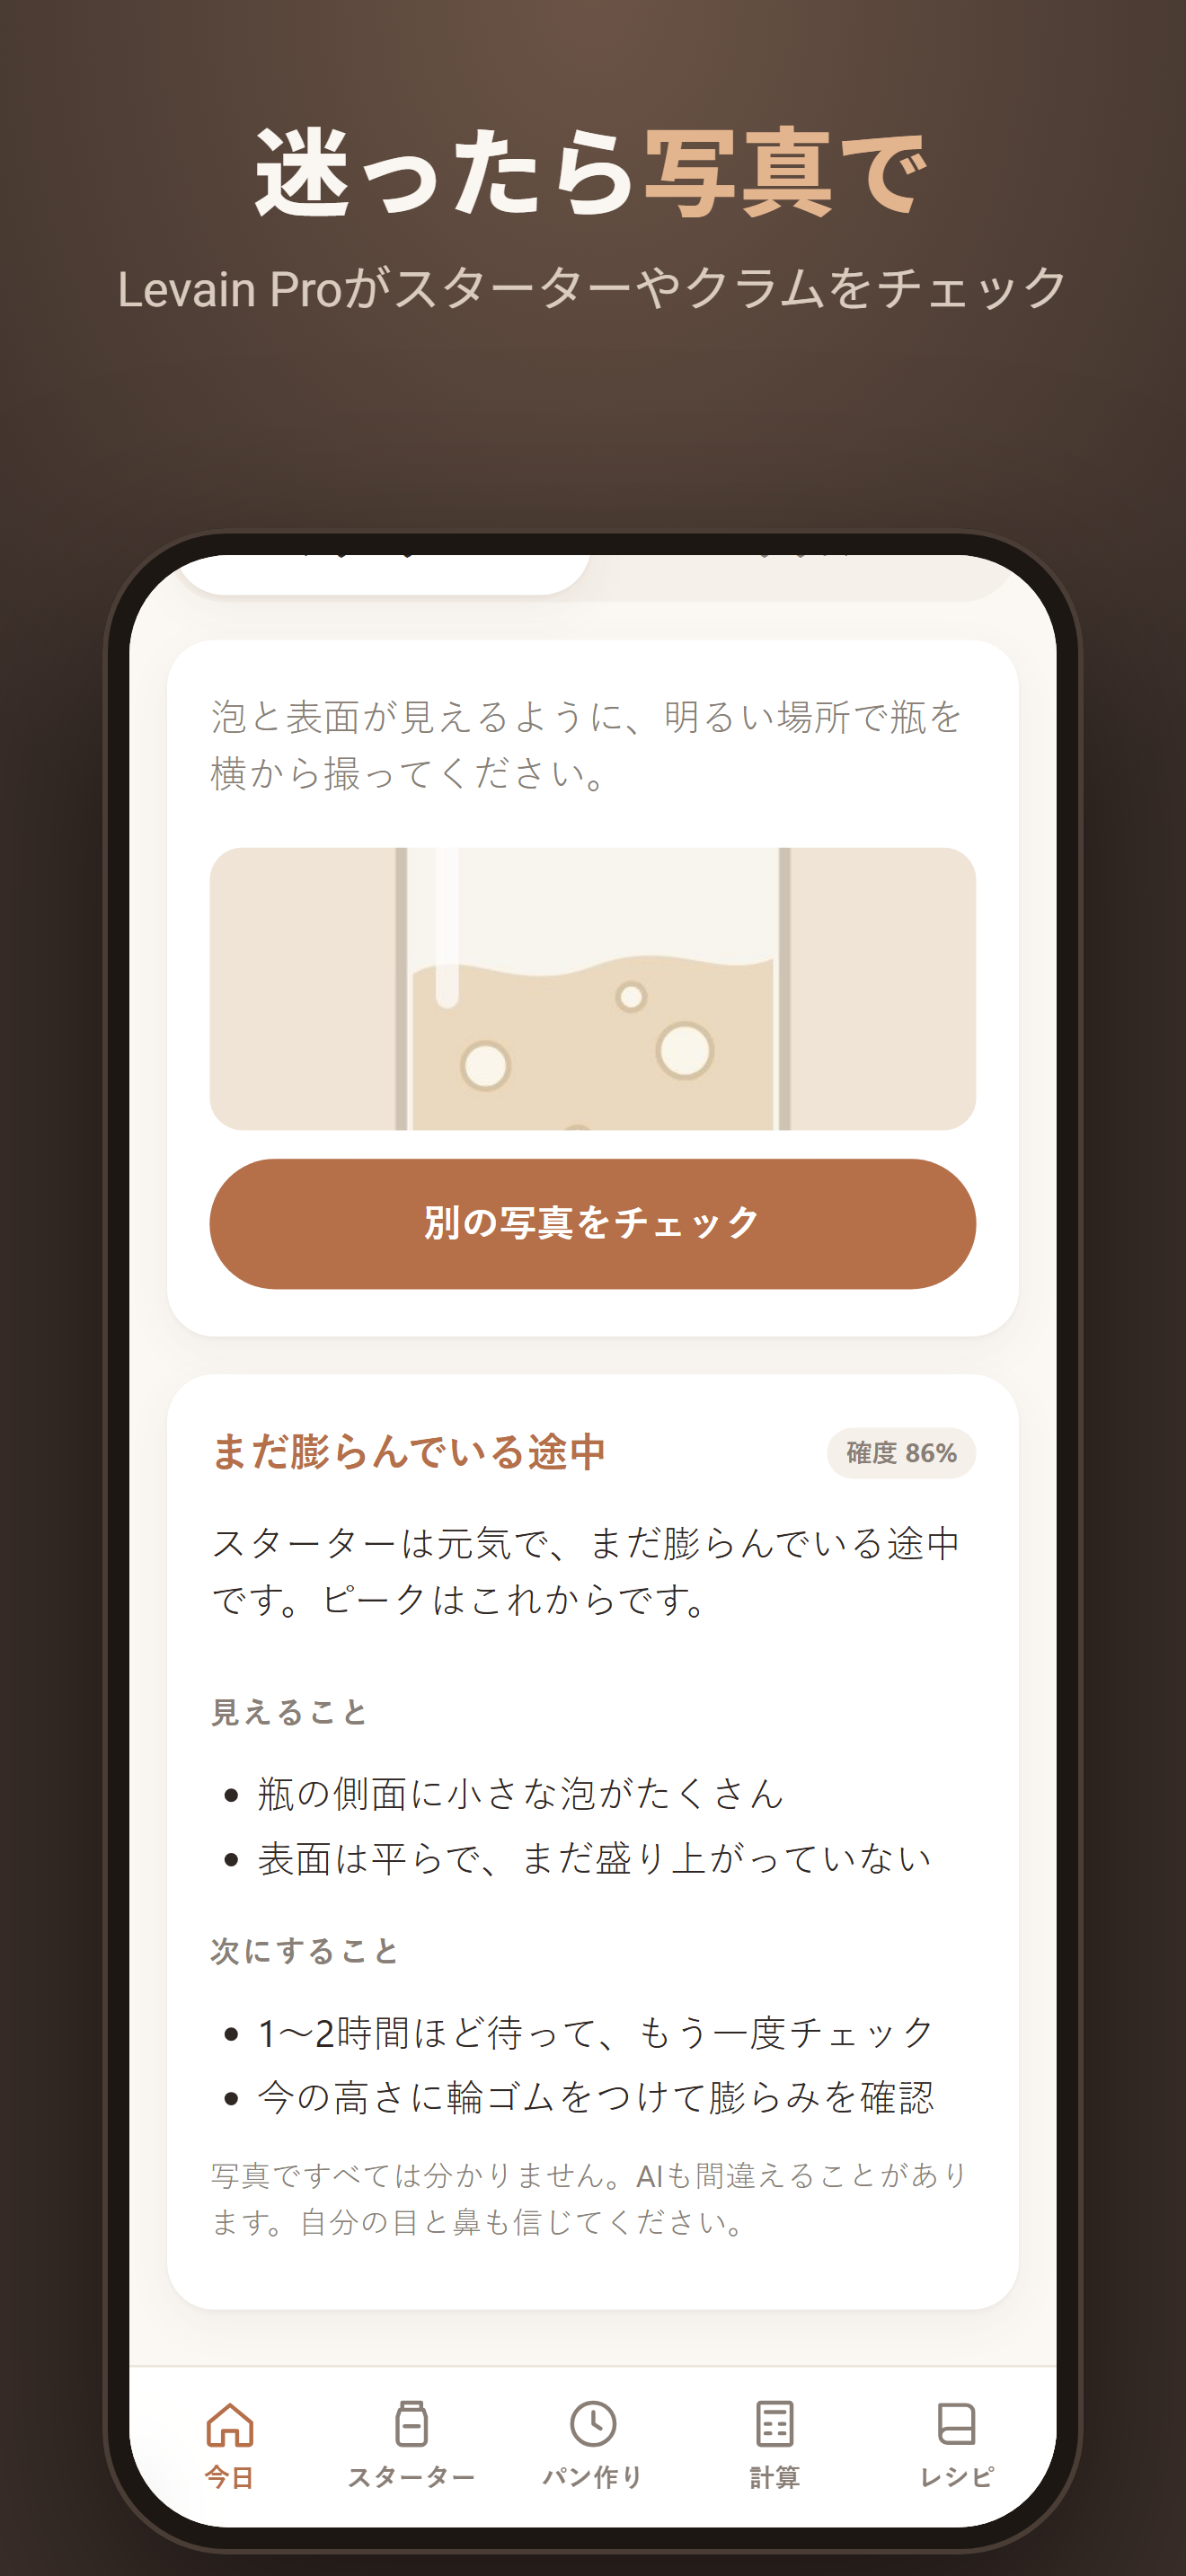 迷ったら写真で
Levain Proがスターターやクラムをチェック
泡と表面が見えるように、明るい場所で瓶を
横から撮ってください。
別の写真をチェック
まだ膨らんでいる途中
確度 86%
スターターは元気で、まだ膨らんでいる途中
です。ピークはこれからです。
見えること
• 瓶の側面に小さな泡がたくさん
• 表面は平らで、まだ盛り上がっていない
次にすること
• 1〜2時間ほど待って、もう一度チェック
• 今の高さに輪ゴムをつけて膨らみを確認
写真ですべては分かりません。AIも間違えることがあり
ます。自分の目と鼻も信じてください。
今日
スターター
パン作り
計算
レシピ